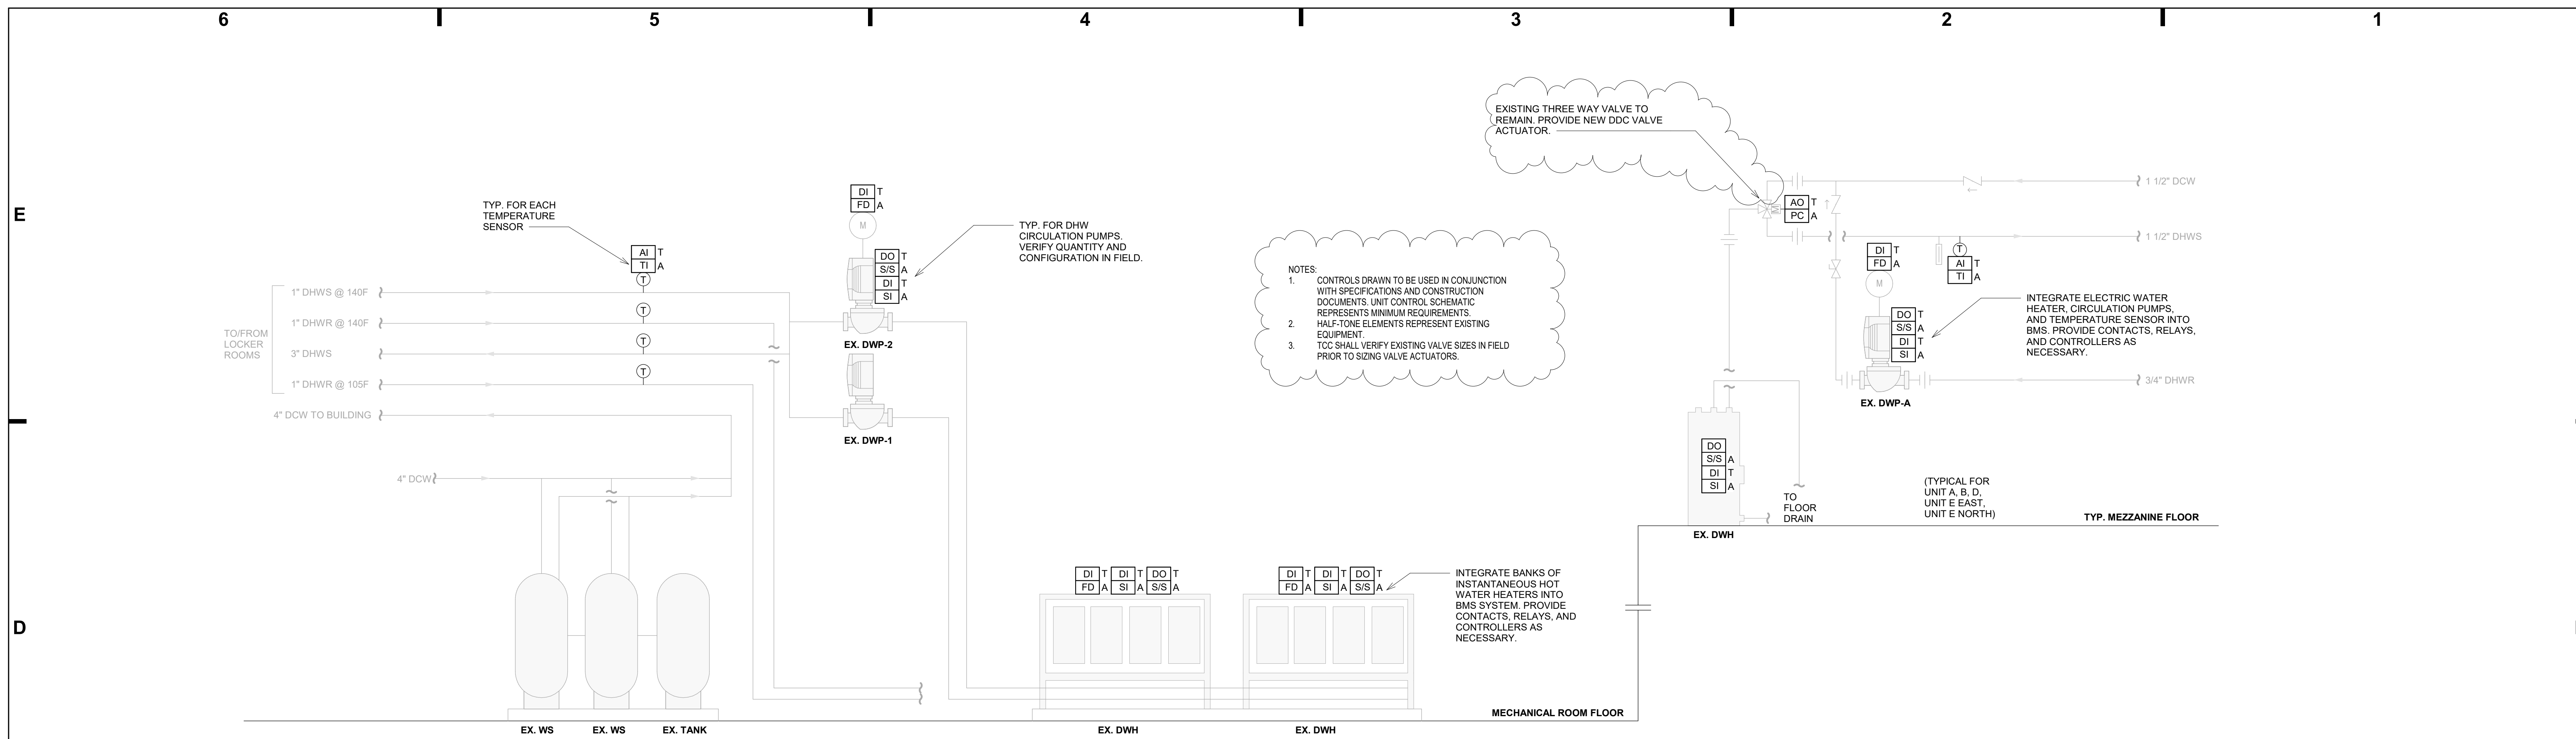 6
5
4
3
2
1
E
D
EXISTING THREE WAY VALVE TO
REMAIN. PROVIDE NEW DDC VALVE
ACTUATOR.
TYP. FOR EACH
TEMPERATURE
SENSOR
AI T
TI A
T
T
T
T
TO/FROM
LOCKER
ROOMS
1" DHWS @ 140F
1" DHWR @ 140F
3" DHWS
1" DHWR @ 105F
4" DCW TO BUILDING
4" DCW
DI T
FD A
M
DO T
S/S A
DI T
SI A
EX. DWP-2
EX. DWP-1
TYP. FOR DHW
CIRCULATION PUMPS.
VERIFY QUANTITY AND
CONFIGURATION IN FIELD.
NOTES:
1. CONTROLS DRAWN TO BE USED IN CONJUNCTION
WITH SPECIFICATIONS AND CONSTRUCTION
DOCUMENTS. UNIT CONTROL SCHEMATIC
REPRESENTS MINIMUM REQUIREMENTS.
2. HALF-TONE ELEMENTS REPRESENT EXISTING
EQUIPMENT.
3. TCC SHALL VERIFY EXISTING VALVE SIZES IN FIELD
PRIOR TO SIZING VALVE ACTUATORS.
AO T
PC A
M
1 1/2" DCW
1 1/2" DHWS
T
AI T
TI A
DI T
FD A
M
DO T
S/S A
DI T
SI A
EX. DWP-A
INTEGRATE ELECTRIC WATER
HEATER, CIRCULATION PUMPS,
AND TEMPERATURE SENSOR INTO
BMS. PROVIDE CONTACTS, RELAYS,
AND CONTROLLERS AS
NECESSARY.
3/4" DHWR
DO
S/S A
DI T
SI A
TO
FLOOR
DRAIN
EX. DWH
(TYPICAL FOR
UNIT A, B, D,
UNIT E EAST,
UNIT E NORTH)
TYP. MEZZANINE FLOOR
DI T DI T DO T
FD A SI A S/S A
DI T DI T DO T
FD A SI A S/S A
INTEGRATE BANKS OF
INSTANTANEOUS HOT
WATER HEATERS INTO
BMS SYSTEM. PROVIDE
CONTACTS, RELAYS, AND
CONTROLLERS AS
NECESSARY.
MECHANICAL ROOM FLOOR
EX. WS
EX. WS
EX. TANK
EX. DWH
EX. DWH